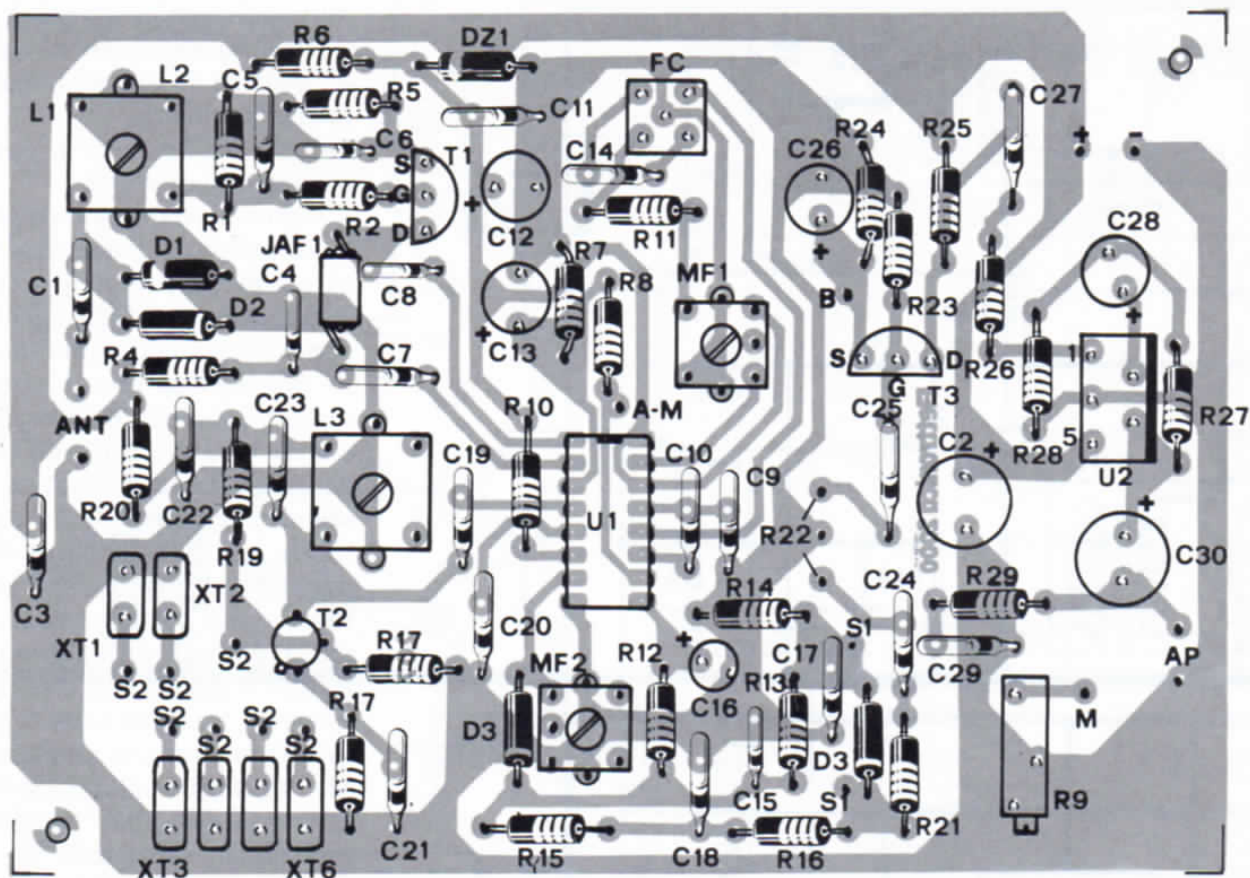 R6
DZ1
L2
C5
FC
L1
R5
C11
C27
R24
R25
+
-
C6
C14
C26
S
T1
G
D
R1
R2
+
C12
R11
+
C28
JAF1
D1
C1
C4
C8
R7
R8
MF1
B
R23
+
D2
+
C13
S
D
1
R26
G
T3
R4
C7
A-M
R27
ANT
C23
L3
R10
C25
C2
+
R28
5
U2
C19
C10
C9
R20
C22
U1
R22
+
R19
C30
C3
XT2
R14
C24
R29
XT1
T2
C20
S1
S2
R17
MF2
R12
+
C17
C29
AP
S2
S2
R13
C16
R17
D3
M
S2
S2
S2
S2
D3
C15
S1
R9
XT3
XT6
C21
R15
C18
R16
R21